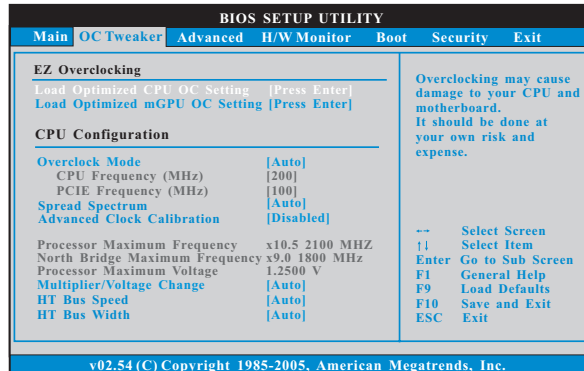 BIOS SETUP UTILITY
Main OC Tweaker Advanced H/W Monitor Boot Security Exit
EZ Overclocking
Load Optimized CPU OC Setting [Press Enter]
Load Optimized mGPU OC Setting [Press Enter]
CPU Configuration
Overclock Mode [Auto]
CPU Frequency (MHz) [200]
PCIE Frequency (MHz) [100]
Spread Spectrum [Auto]
Advanced Clock Calibration [Disabled]
Processor Maximum Frequency x10.5 2100 MHZ
North Bridge Maximum Frequency x9.0 1800 MHz
Processor Maximum Voltage 1.2500 V
Multiplier/Voltage Change [Auto]
HT Bus Speed [Auto]
HT Bus Width [Auto]
Overclocking may cause
damage to your CPU and
motherboard.
It should be done at
your own risk and
expense.
←→ Select Screen
↑↓ Select Item
Enter Go to Sub Screen
F1 General Help
F9 Load Defaults
F10 Save and Exit
ESC Exit
v02.54 (C) Copyright 1985-2005, American Megatrends, Inc.